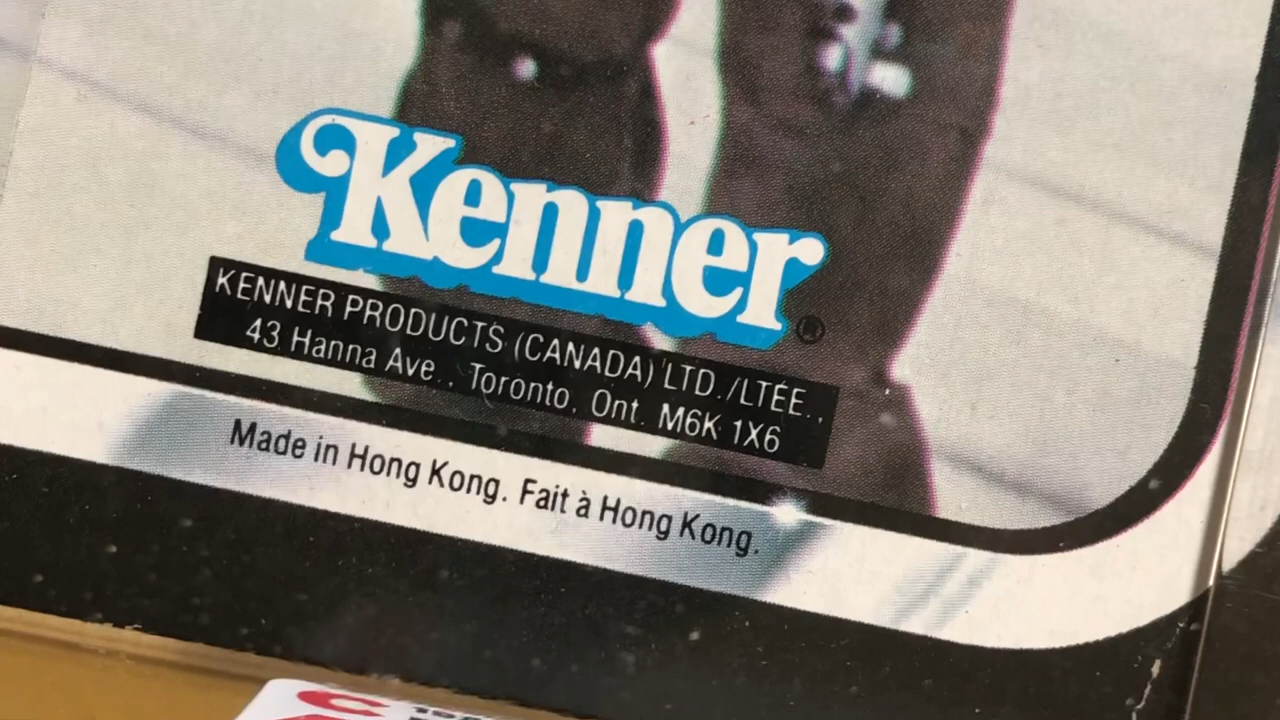 Kenner®
KENNER PRODUCTS (CANADA) LTD./LTÉE.,
43 Hanna Ave., Toronto, Ont. M6K 1X6
Made in Hong Kong. Fait à Hong Kong.